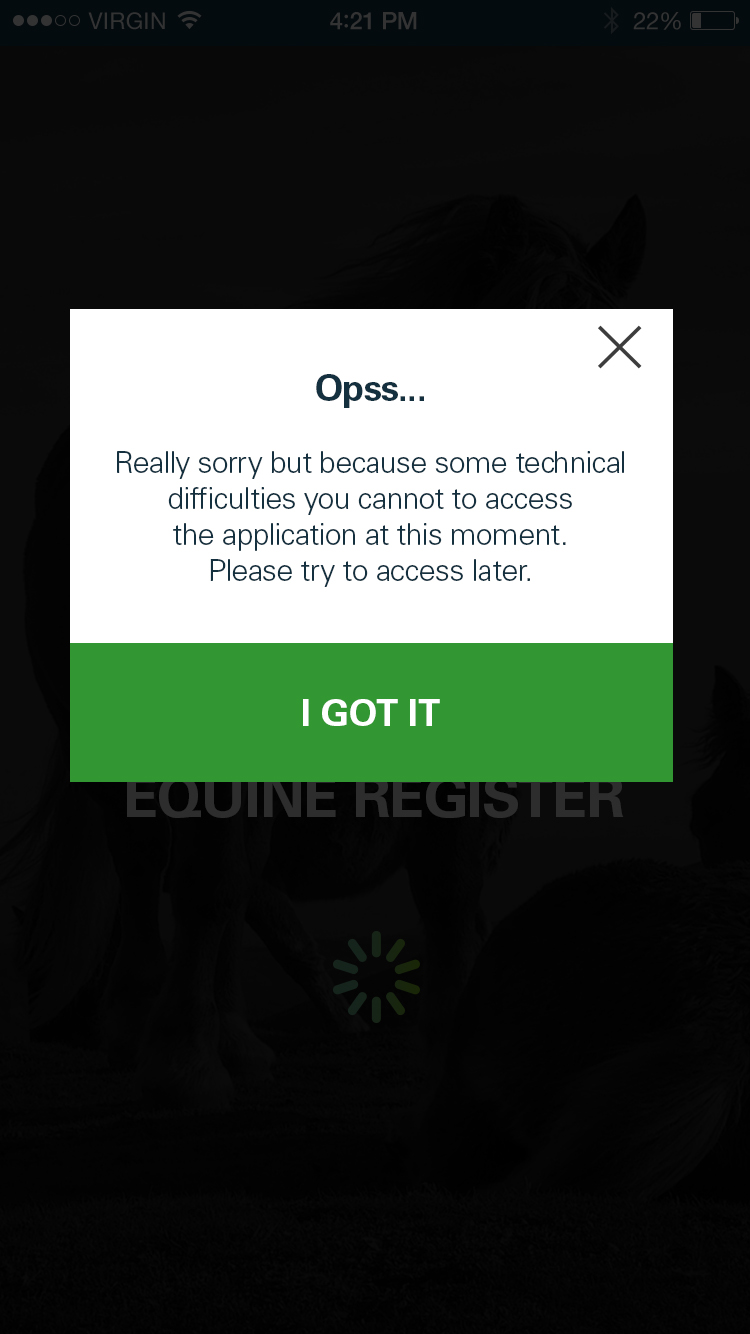 VIRGIN 4:21 PM 22%
Opss...
Really sorry but because some technical
difficulties you cannot to access
the application at this moment.
Please try to access later.
I GOT IT
EQUINE REGISTER